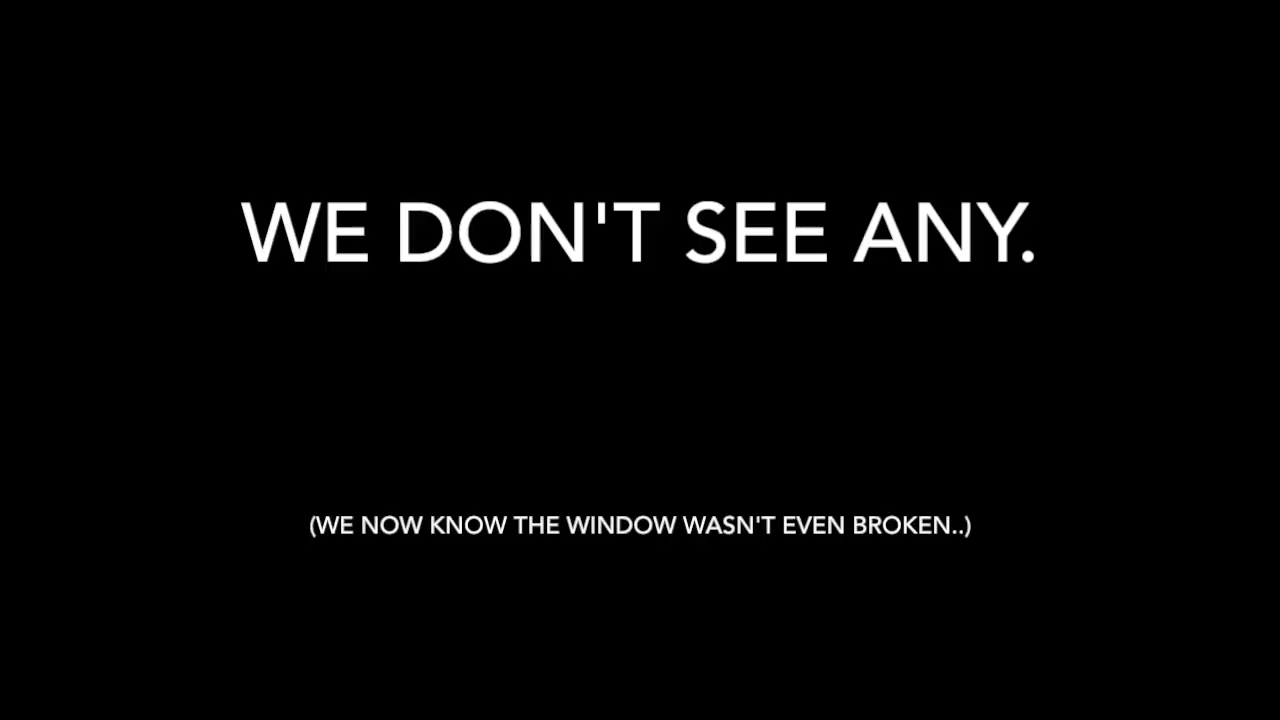 WE DON'T SEE ANY.
(WE NOW KNOW THE WINDOW WASN'T EVEN BROKEN..)